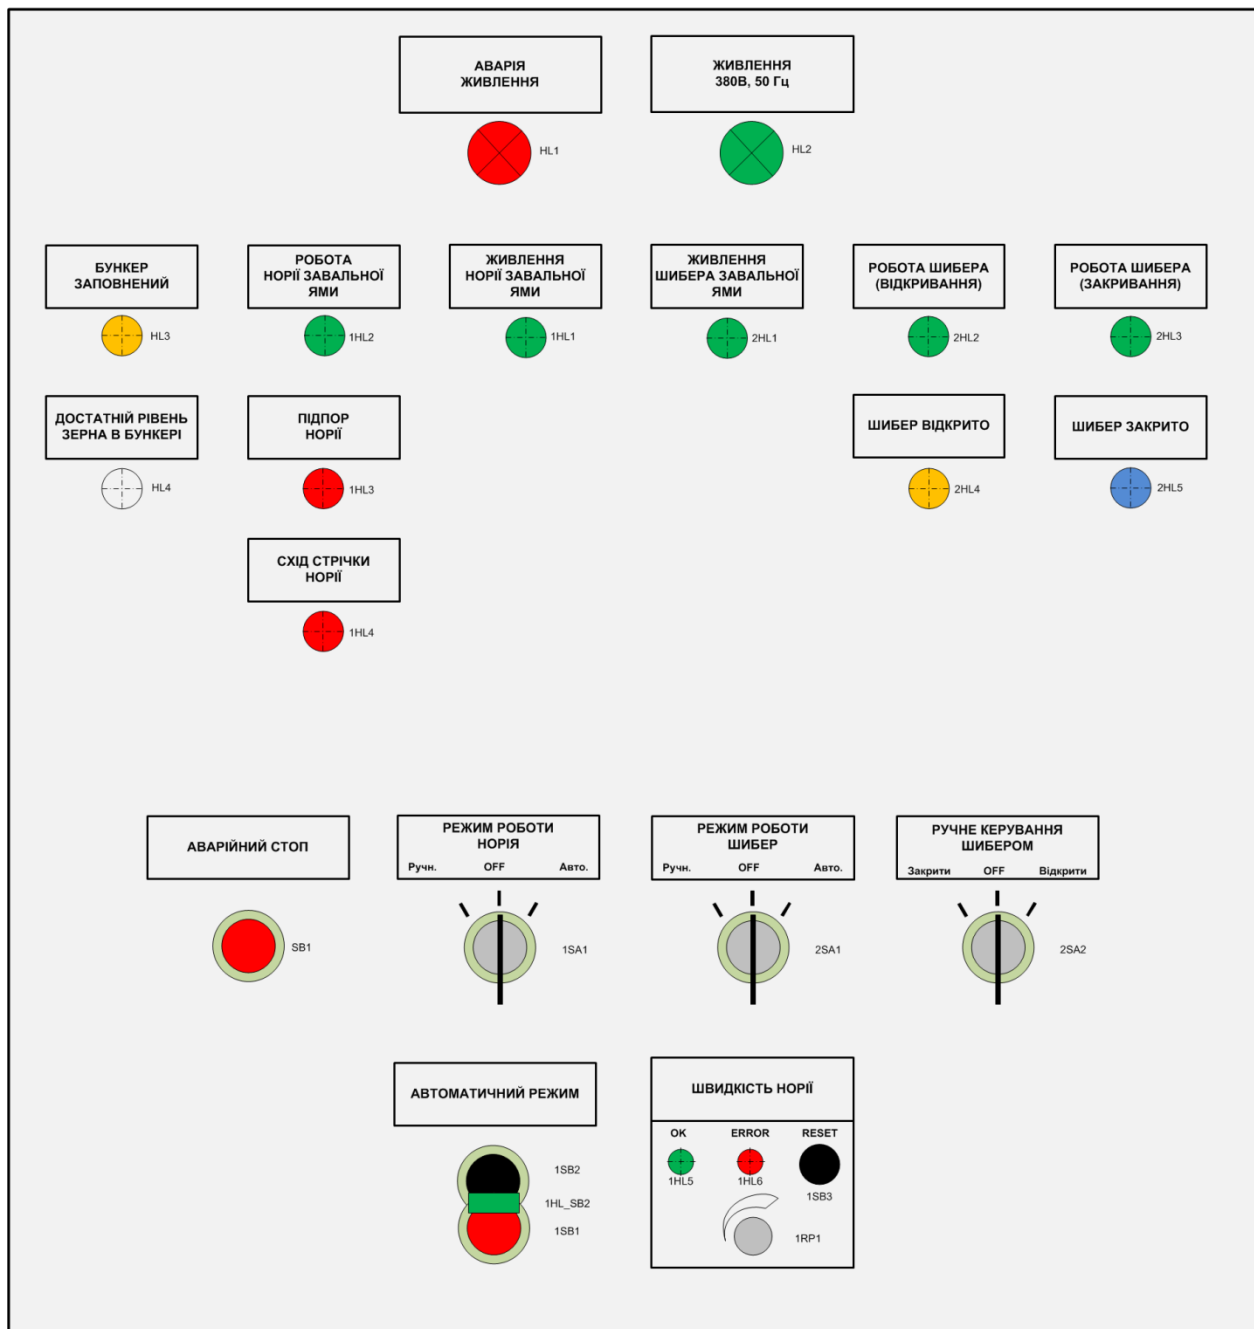 АВАРІЯ
ЖИВЛЕННЯ
ЖИВЛЕННЯ
380В, 50 Гц
HL1
HL2
БУНКЕР
ЗАПОВНЕНИЙ
РОБОТА
НОРІЇ ЗАВАЛЬНОЇ
ЯМИ
ЖИВЛЕННЯ
НОРІЇ ЗАВАЛЬНОЇ
ЯМИ
ЖИВЛЕННЯ
ШИБЕРА ЗАВАЛЬНОЇ
ЯМИ
РОБОТА ШИБЕРА
(ВІДКРИВАННЯ)
РОБОТА ШИБЕРА
(ЗАКРИВАННЯ)
HL3
1HL2
1HL1
2HL1
2HL2
2HL3
ДОСТАТНІЙ РІВЕНЬ
ЗЕРНА В БУНКЕРІ
ПІДПОР
НОРІЇ
ШИБЕР ВІДКРИТО
ШИБЕР ЗАКРИТО
HL4
1HL3
2HL4
2HL5
СХІД СТРІЧКИ
НОРІЇ
1HL4
АВАРІЙНИЙ СТОП
РЕЖИМ РОБОТИ
НОРІЯ
Ручн. OFF Авто.
РЕЖИМ РОБОТИ
ШИБЕР
Ручн. OFF Авто.
РУЧНЕ КЕРУВАННЯ
ШИБЕРОМ
Закрити OFF Відкрити
SB1
1SA1
2SA1
2SA2
АВТОМАТИЧНИЙ РЕЖИМ
1SB2
1HL_SB2
1SB1
ШВИДКІСТЬ НОРІЇ
OK ERROR RESET
1HL5
1HL6
1SB3
1RP1